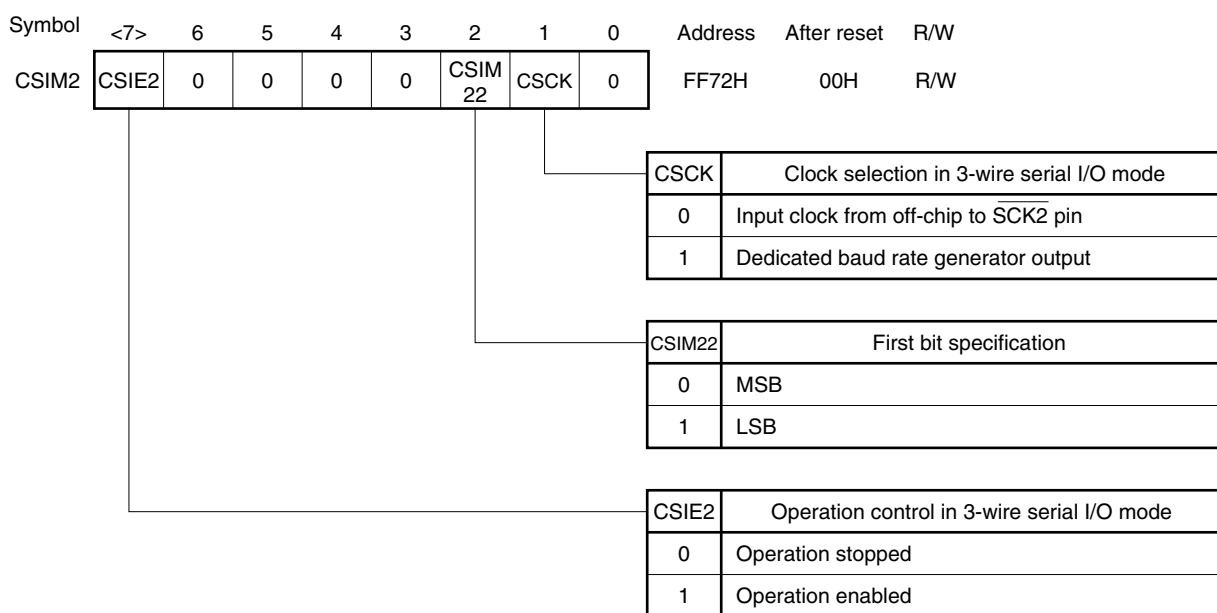 Symbol <7> 6 5 4 3 2 1 0 Address After reset R/W
CSIM2 CSIE2 0 0 0 0 CSIM 22 CSCK 0 FF72H 00H R/W
CSCK Clock selection in 3-wire serial I/O mode
0 Input clock from off-chip to S̅C̅K̅2̅ pin
1 Dedicated baud rate generator output
CSIM22 First bit specification
0 MSB
1 LSB
CSIE2 Operation control in 3-wire serial I/O mode
0 Operation stopped
1 Operation enabled